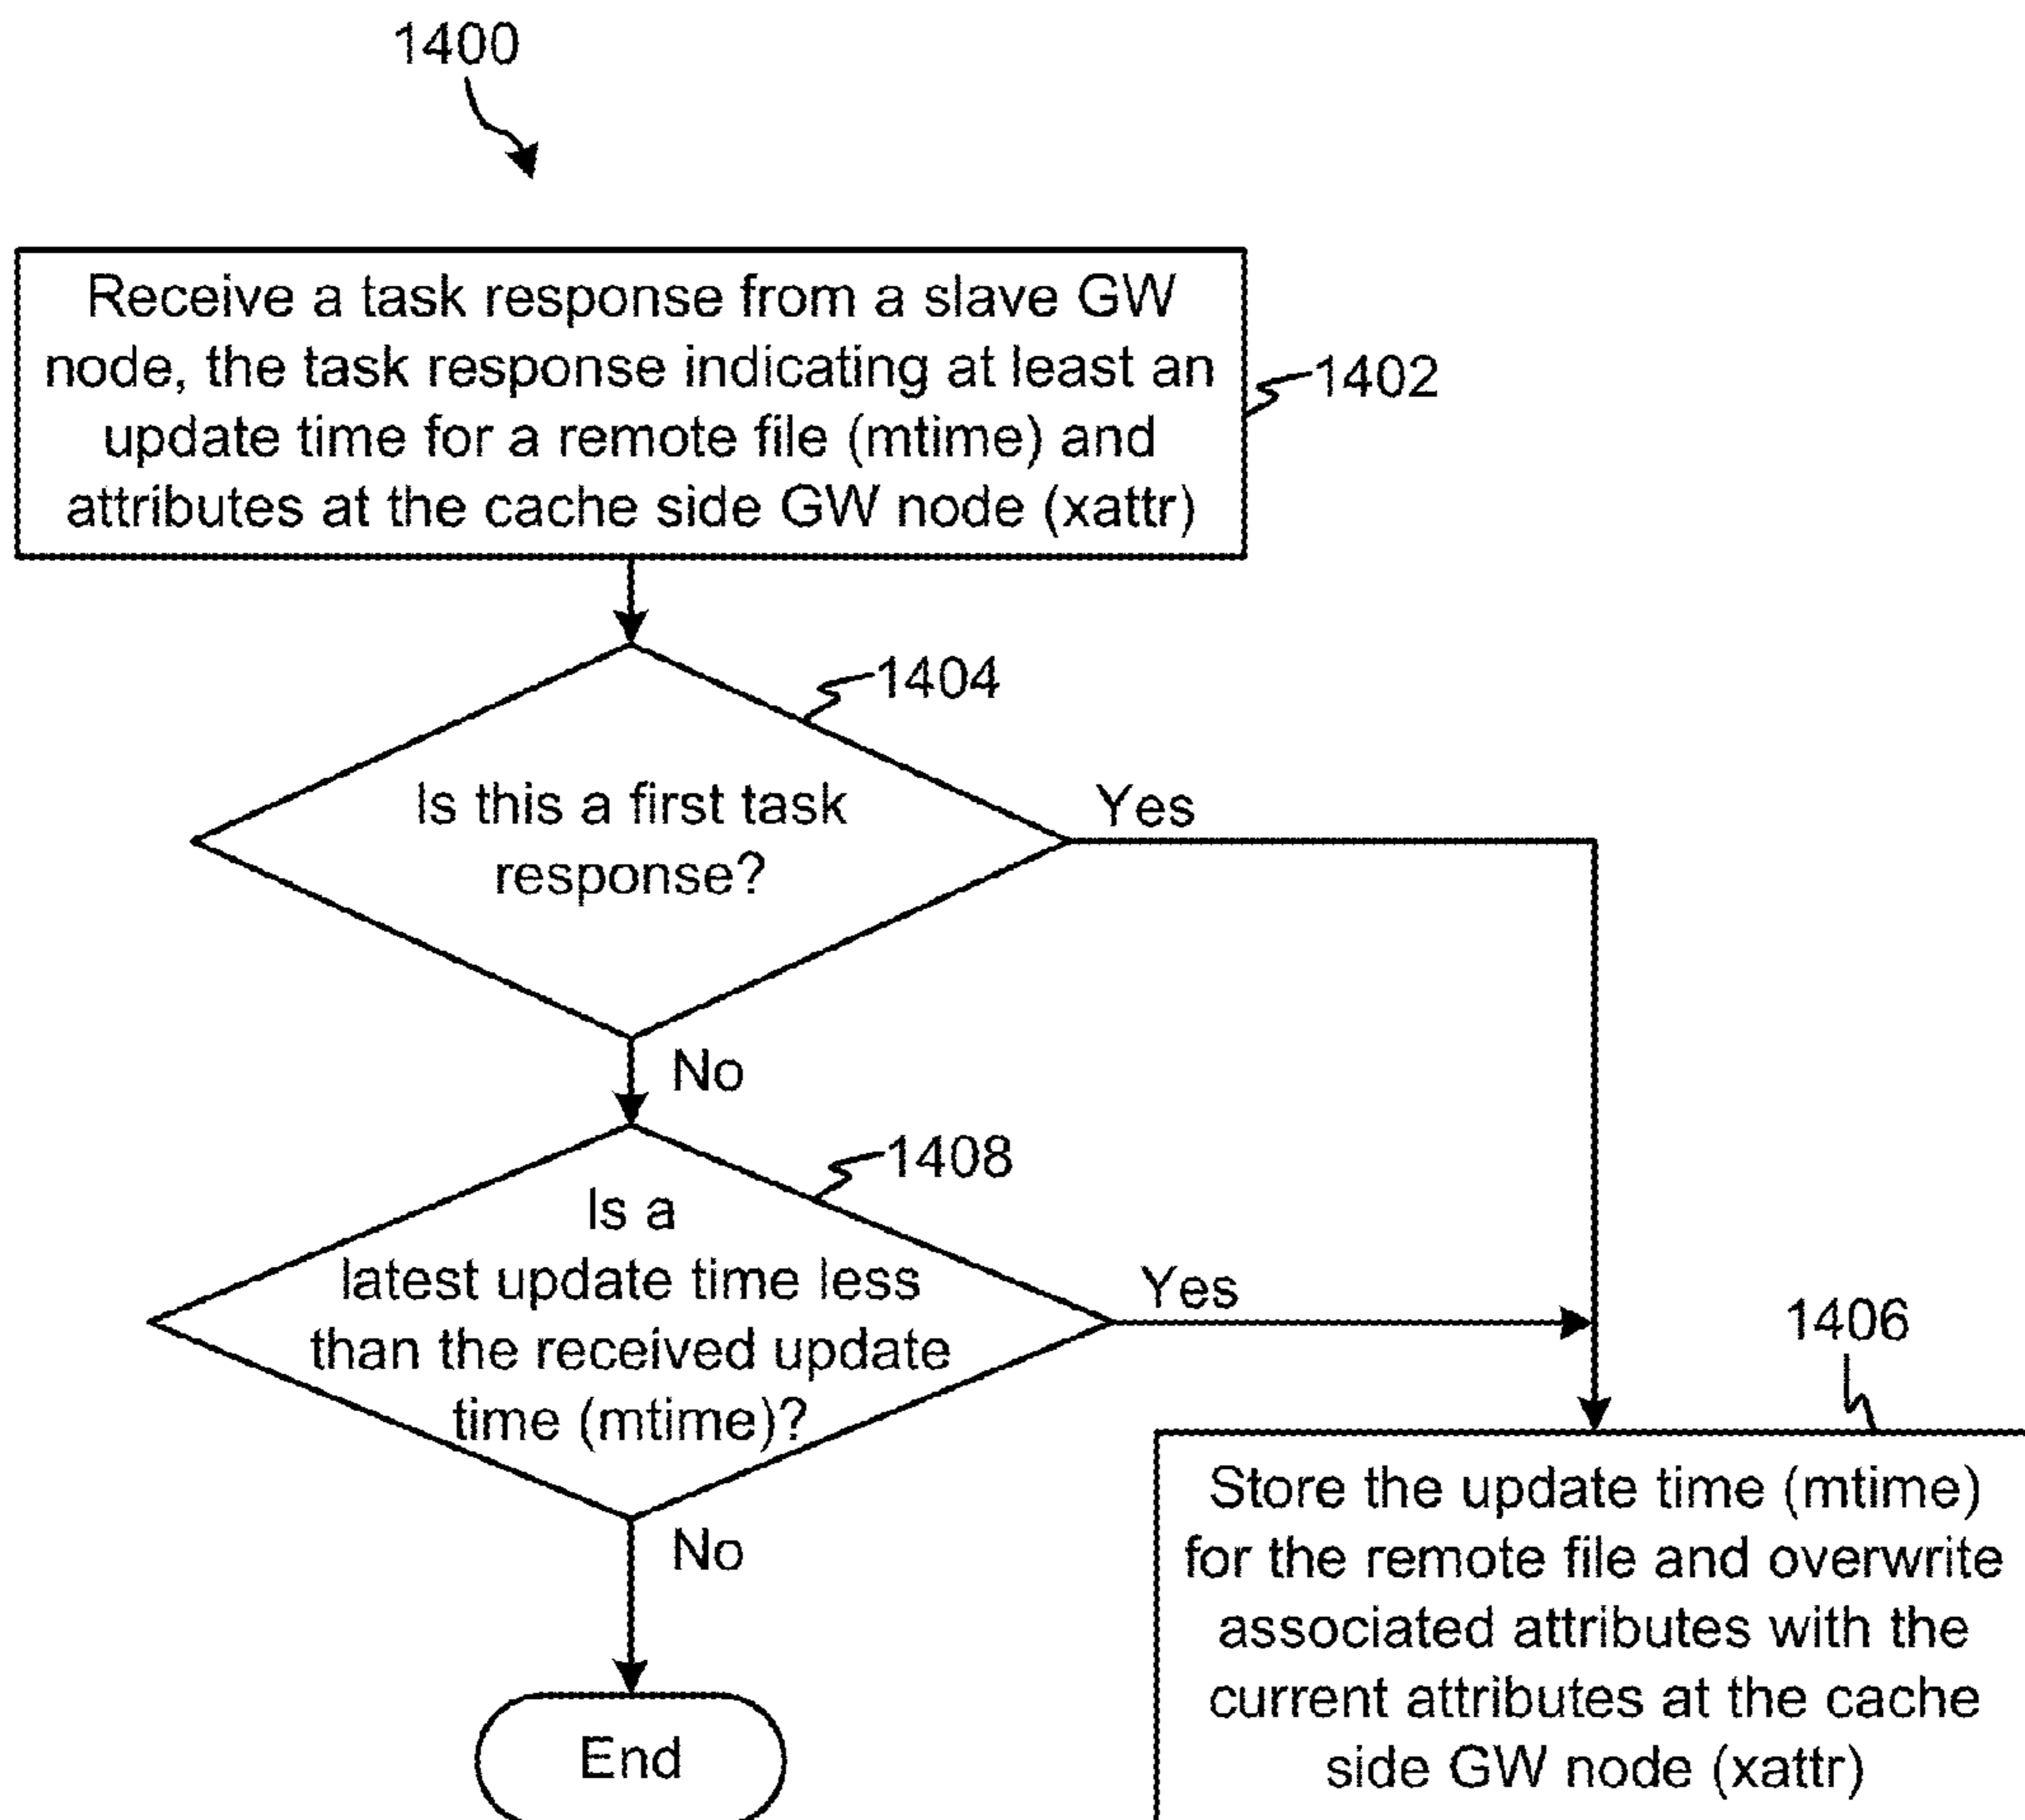 1400
Receive a task response from a slave GW
node, the task response indicating at least an
update time for a remote file (mtime) and
attributes at the cache side GW node (xattr)
1402
1404
Is this a first task
response?
Yes
No
1408
Is a
latest update time less
than the received update
time (mtime)?
Yes
No
1406
Store the update time (mtime)
for the remote file and overwrite
associated attributes with the
current attributes at the cache
side GW node (xattr)
End